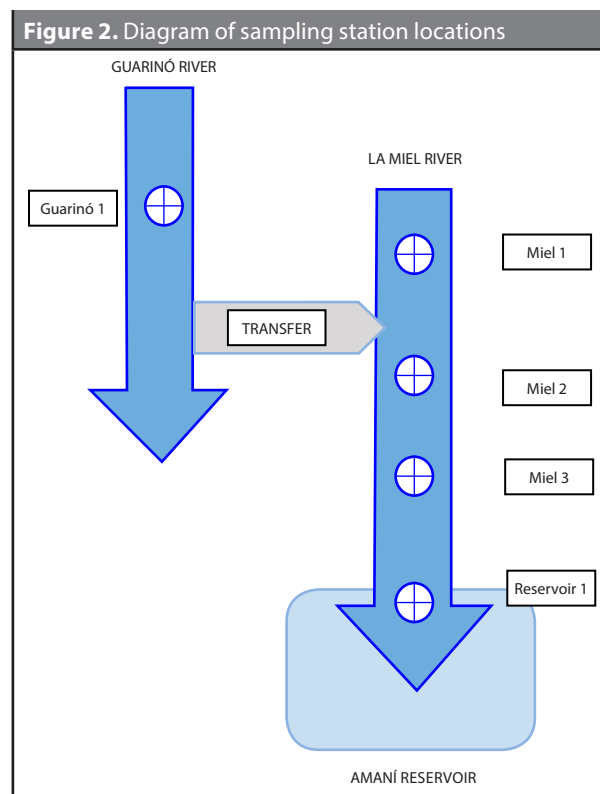 Figure 2. Diagram of sampling station locations
GUARINÓ RIVER
LA MIEL RIVER
Guarinó 1
Miel 1
TRANSFER
Miel 2
Miel 3
Reservoir 1
AMANÍ RESERVOIR